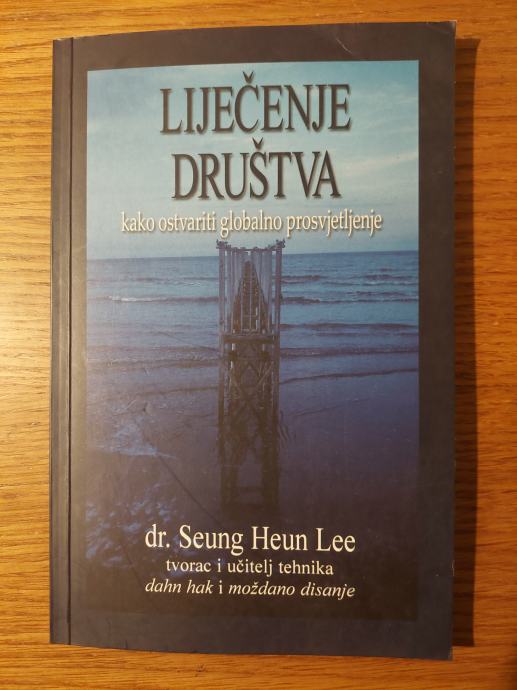 LIJEČENJE
DRUŠTVA
kako ostvariti globalno prosvjetljenje
dr. Seung Heun Lee
tvorac i učitelj tehnika
dahn hak i moždano disanje